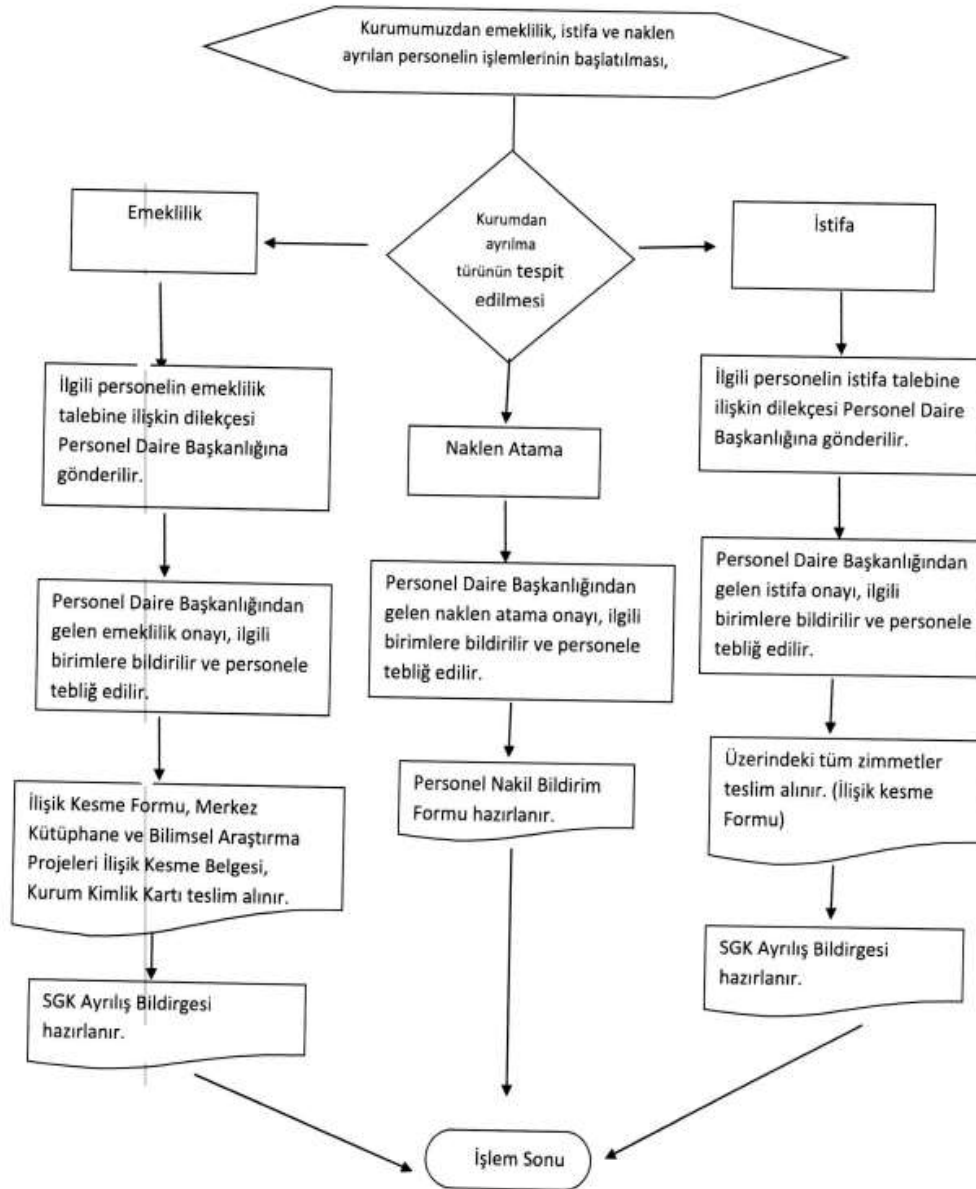 Kurumumuzdan emeklilik, istifa ve naklen
ayrılan personelin işlemlerinin başlatılması,
Kurumdan
ayrılma
türünün tespit
edilmesi
Emeklilik
İlgili personelin emeklilik
talebine ilişkin dilekçesi
Personel Daire Başkanlığına
gönderilir.
Personel Daire Başkanlığından
gelen emeklilik onayı, ilgili
birimlere bildirilir ve personele
tebliğ edilir.
İlişik Kesme Formu, Merkez
Kütüphane ve Bilimsel Araştırma
Projeleri İlişik Kesme Belgesi,
Kurum Kimlik Kartı teslim alınır.
SGK Ayrılış Bildirgesi
hazırlanır.
Naklen Atama
Personel Daire Başkanlığından
gelen naklen atama onayı, ilgili
birimlere bildirilir ve personele
tebliğ edilir.
Personel Nakil Bildirim
Formu hazırlanır.
İstifa
İlgili personelin istifa talebine
ilişkin dilekçesi Personel Daire
Başkanlığına gönderilir.
Personel Daire Başkanlığından
gelen istifa onayı, ilgili
birimlere bildirilir ve personele
tebliğ edilir.
Üzerindeki tüm zimmetler
teslim alınır. (İlişik kesme
Formu)
SGK Ayrılış Bildirgesi
hazırlanır.
İşlem Sonu